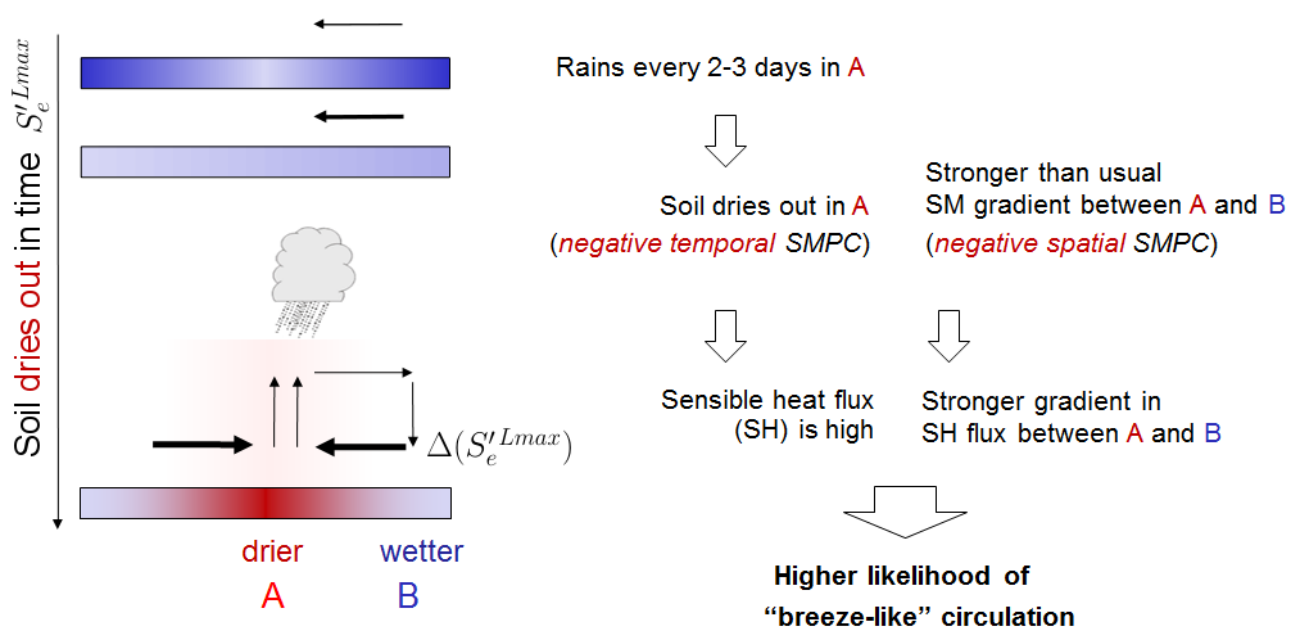 Soil dries out in time S'_e^{Lmax}
Rains every 2-3 days in A
Soil dries out in A
(negative temporal SMPC)
Stronger than usual
SM gradient between A and B
(negative spatial SMPC)
Sensible heat flux
(SH) is high
Stronger gradient in
SH flux between A and B
Δ(S'_e^{Lmax})
drier
wetter
A
B
Higher likelihood of
“breeze-like” circulation